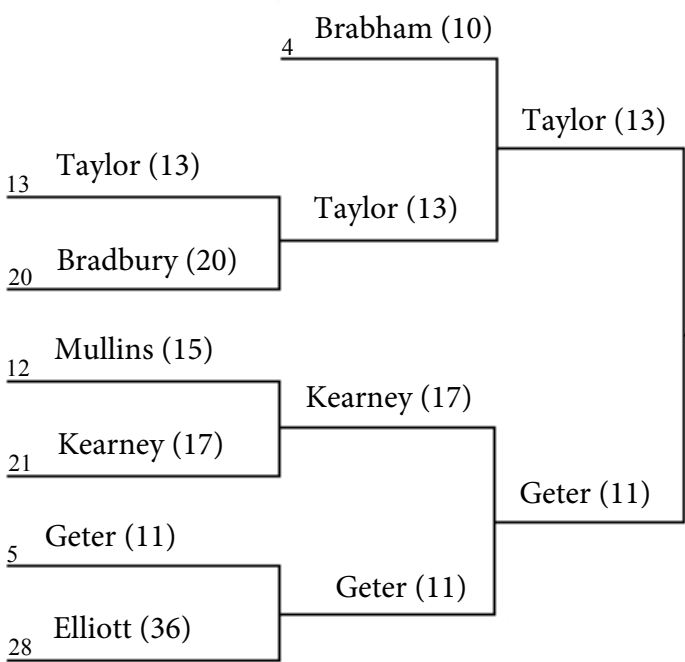 Brabham (10)
4
Taylor (13)
Taylor (13)
13
Taylor (13)
Bradbury (20)
20
Mullins (15)
12
Kearney (17)
Kearney (17)
21
Geter (11)
Geter (11)
5
Geter (11)
Elliott (36)
28